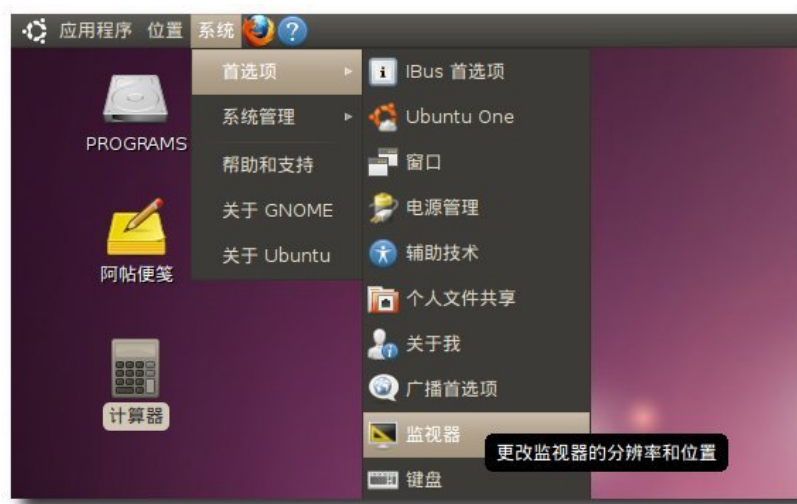 应用程序 位置 系统
首选项
系统管理
帮助和支持
关于 GNOME
关于 Ubuntu
IBus 首选项
Ubuntu One
窗口
电源管理
辅助技术
个人文件共享
关于我
广播首选项
监视器
键盘
更改监视器的分辨率和位置
PROGRAMS
阿帖便笺
计算器